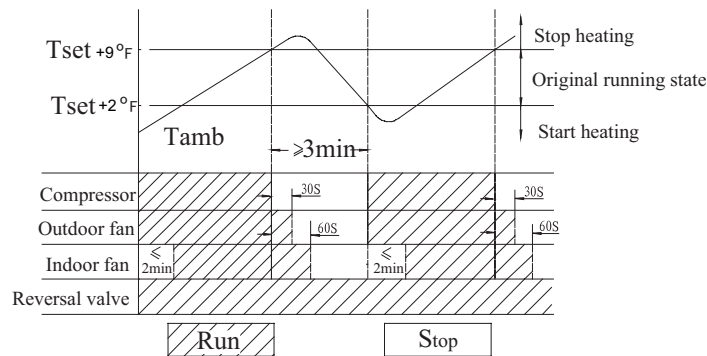 Tset +9°F
Stop heating
Original running state
Tset +2°F
Start heating
Tamb
≥3min
Compressor
30S
30S
Outdoor fan
60S
60S
Indoor fan
≤
2min
≤
2min
Reversal valve
Run
Stop